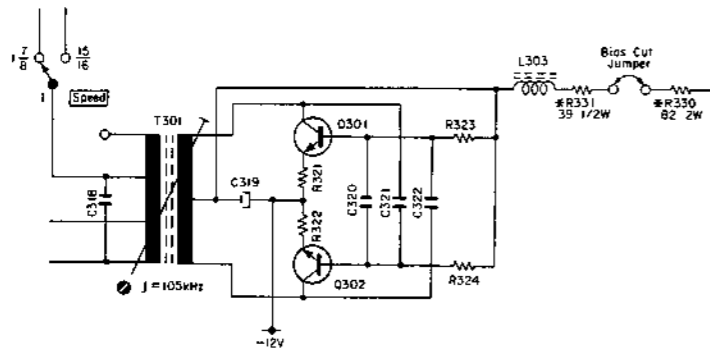 1 7/8
15/16
1
Speed
T301
C318
f = 105kHz
C319
Q301
R321
R322
Q302
-12V
C320
C321
C322
R323
R324
L303
*R331
39 1/2W
Bias Cut
Jumper
*R330
82 2W